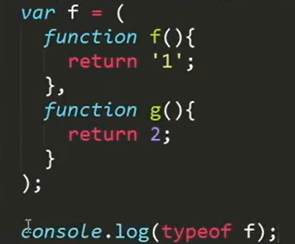 var f = (
  function f(){
    return '1';
  },
  function g(){
    return 2;
  }
);
console.log(typeof f);